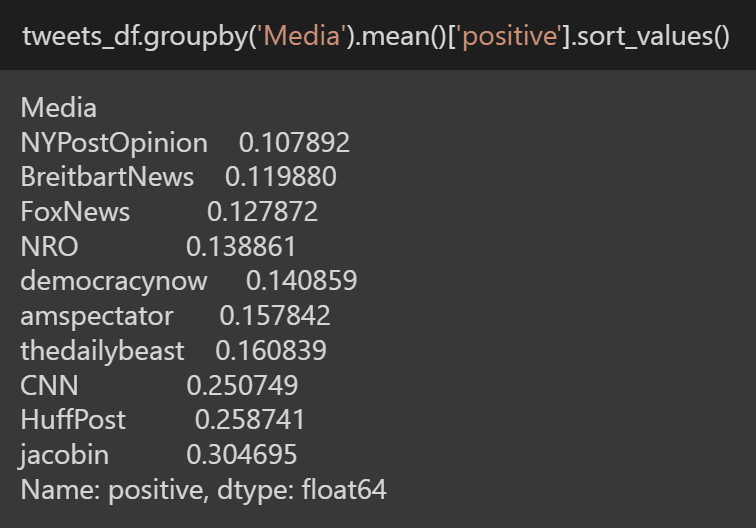 tweets_df.groupby('Media').mean()['positive'].sort_values()
Media
NYPostOpinion 0.107892
BreitbartNews 0.119880
FoxNews 0.127872
NRO 0.138861
democracynow 0.140859
amspectator 0.157842
thedailybeast 0.160839
CNN 0.250749
HuffPost 0.258741
jacobin 0.304695
Name: positive, dtype: float64